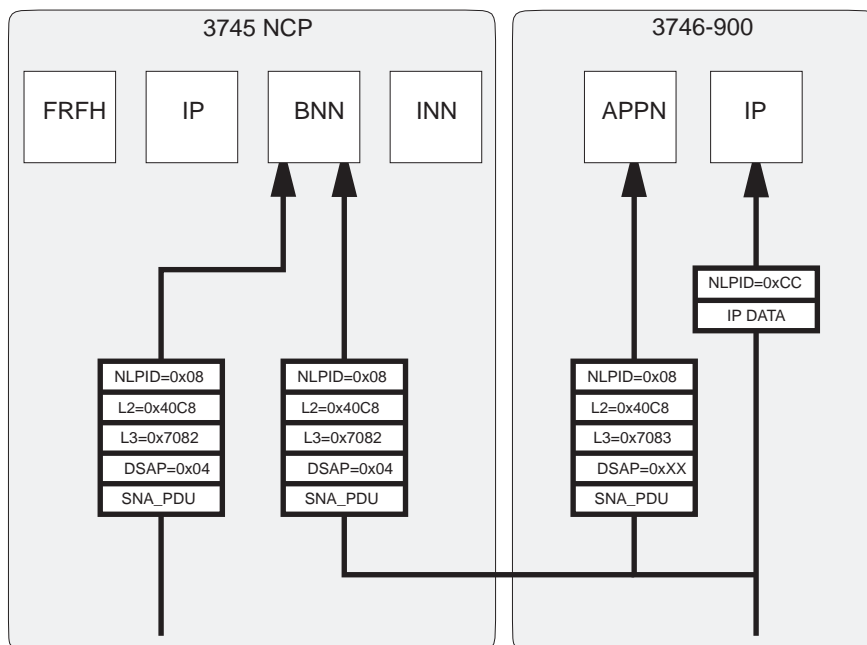 3745 NCP
3746-900
FRFH
IP
BNN
INN
APPN
IP
NLPID=0xCC
IP DATA
NLPID=0x08
L2=0x40C8
L3=0x7082
DSAP=0x04
SNA_PDU
NLPID=0x08
L2=0x40C8
L3=0x7082
DSAP=0x04
SNA_PDU
NLPID=0x08
L2=0x40C8
L3=0x7083
DSAP=0xXX
SNA_PDU